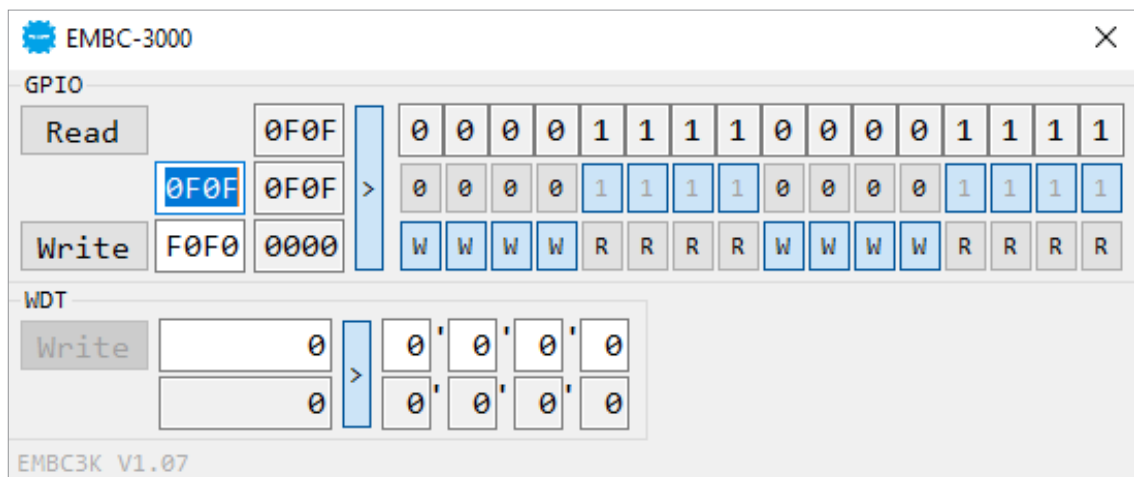 EMBC-3000
GPIO
Read 0F0F 0 0 0 0 1 1 1 1 0 0 0 0 1 1 1 1
0F0F 0F0F > 0 0 0 0 1 1 1 1 0 0 0 0 1 1 1 1
Write F0F0 0000 W W W W R R R R W W W W R R R R
WDT
Write 0 > 0 ' 0 ' 0 ' 0
0 0 ' 0 ' 0 ' 0
EMBC3K V1.07